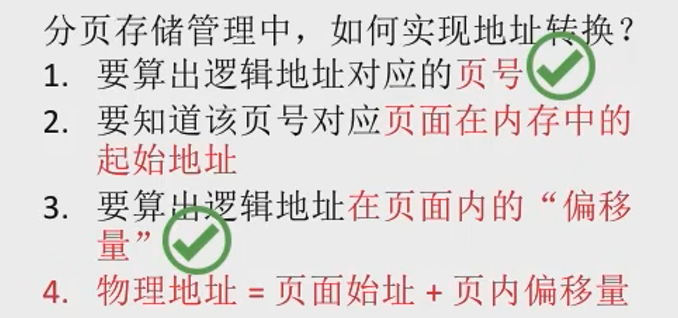 分页存储管理中，如何实现地址转换？
1. 要算出逻辑地址对应的页号
2. 要知道该页号对应页面在内存中的
起始地址
3. 要算出逻辑地址在页面内的“偏移
量”
4. 物理地址 = 页面始址 + 页内偏移量